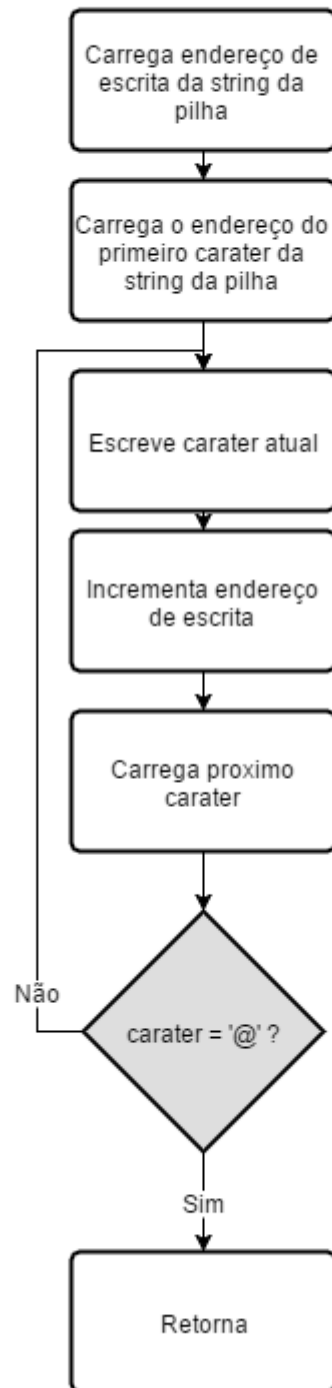 Carrega endereço de
escrita da string da
pilha
Carrega o endereço do
primeiro carater da
string da pilha
Escreve carater atual
Incrementa endereço
de escrita
Carrega proximo
carater
Não
carater = '@' ?
Sim
Retorna